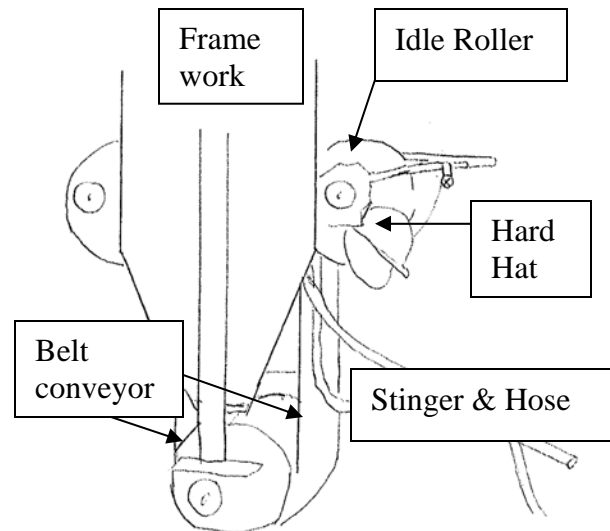 Frame
work
Idle Roller
Hard
Hat
Belt
conveyor
Stinger & Hose